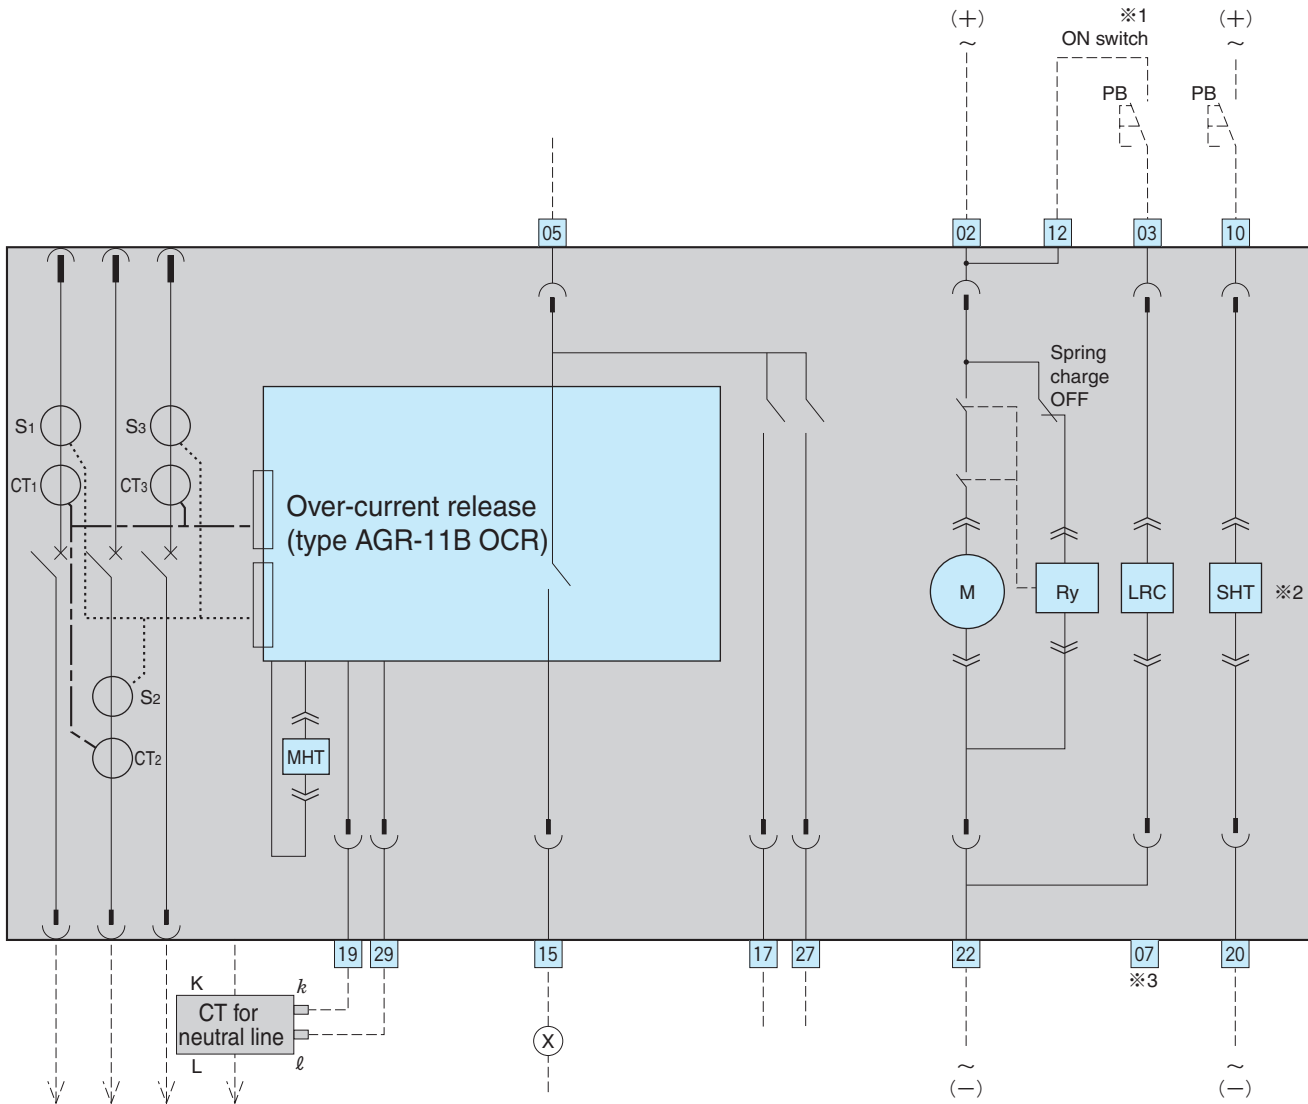 (+)
~
※1
ON switch
(+)
~
PB
PB
05
02
12
03
10
Spring
charge
OFF
S1
S3
CT1
CT3
Over-current release
(type AGR-11B OCR)
M
Ry
LRC
SHT
※2
S2
CT2
MHT
19
29
15
17
27
22
07
20
※3
K
k
CT for
neutral line
L
ℓ
X
~
(−)
~
(−)